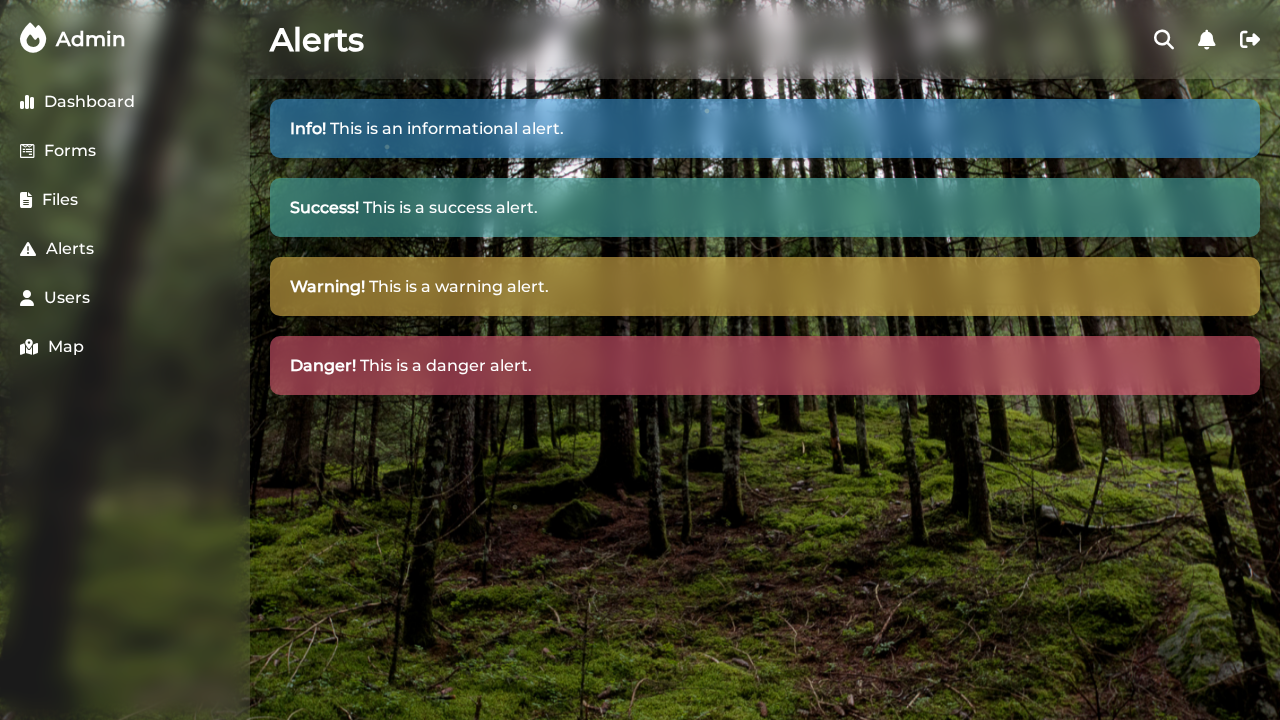 Admin
Alerts
Dashboard
Forms
Files
Alerts
Users
Map
Info! This is an informational alert.
Success! This is a success alert.
Warning! This is a warning alert.
Danger! This is a danger alert.